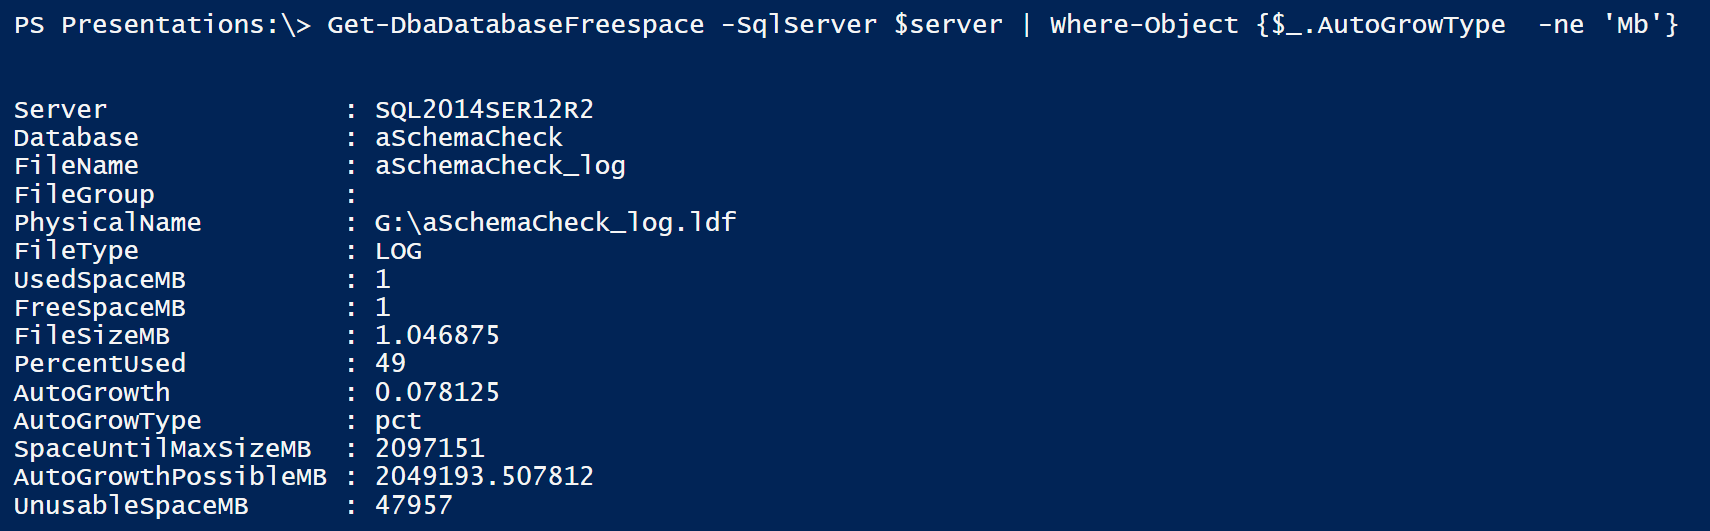 PS Presentations:\> Get-DbaDatabaseFreespace -SqlServer $server | Where-Object {$_.AutoGrowType  -ne 'Mb'}
Server               : SQL2014SER12R2
Database             : aSchemaCheck
FileName             : aSchemaCheck_log
FileGroup            :
PhysicalName         : G:\aSchemaCheck_log.ldf
FileType             : LOG
UsedSpaceMB          : 1
FreeSpaceMB          : 1
FileSizeMB           : 1.046875
PercentUsed          : 49
AutoGrowth           : 0.078125
AutoGrowType         : pct
SpaceUntilMaxSizeMB  : 2097151
AutoGrowthPossibleMB : 2049193.507812
UnusableSpaceMB      : 47957